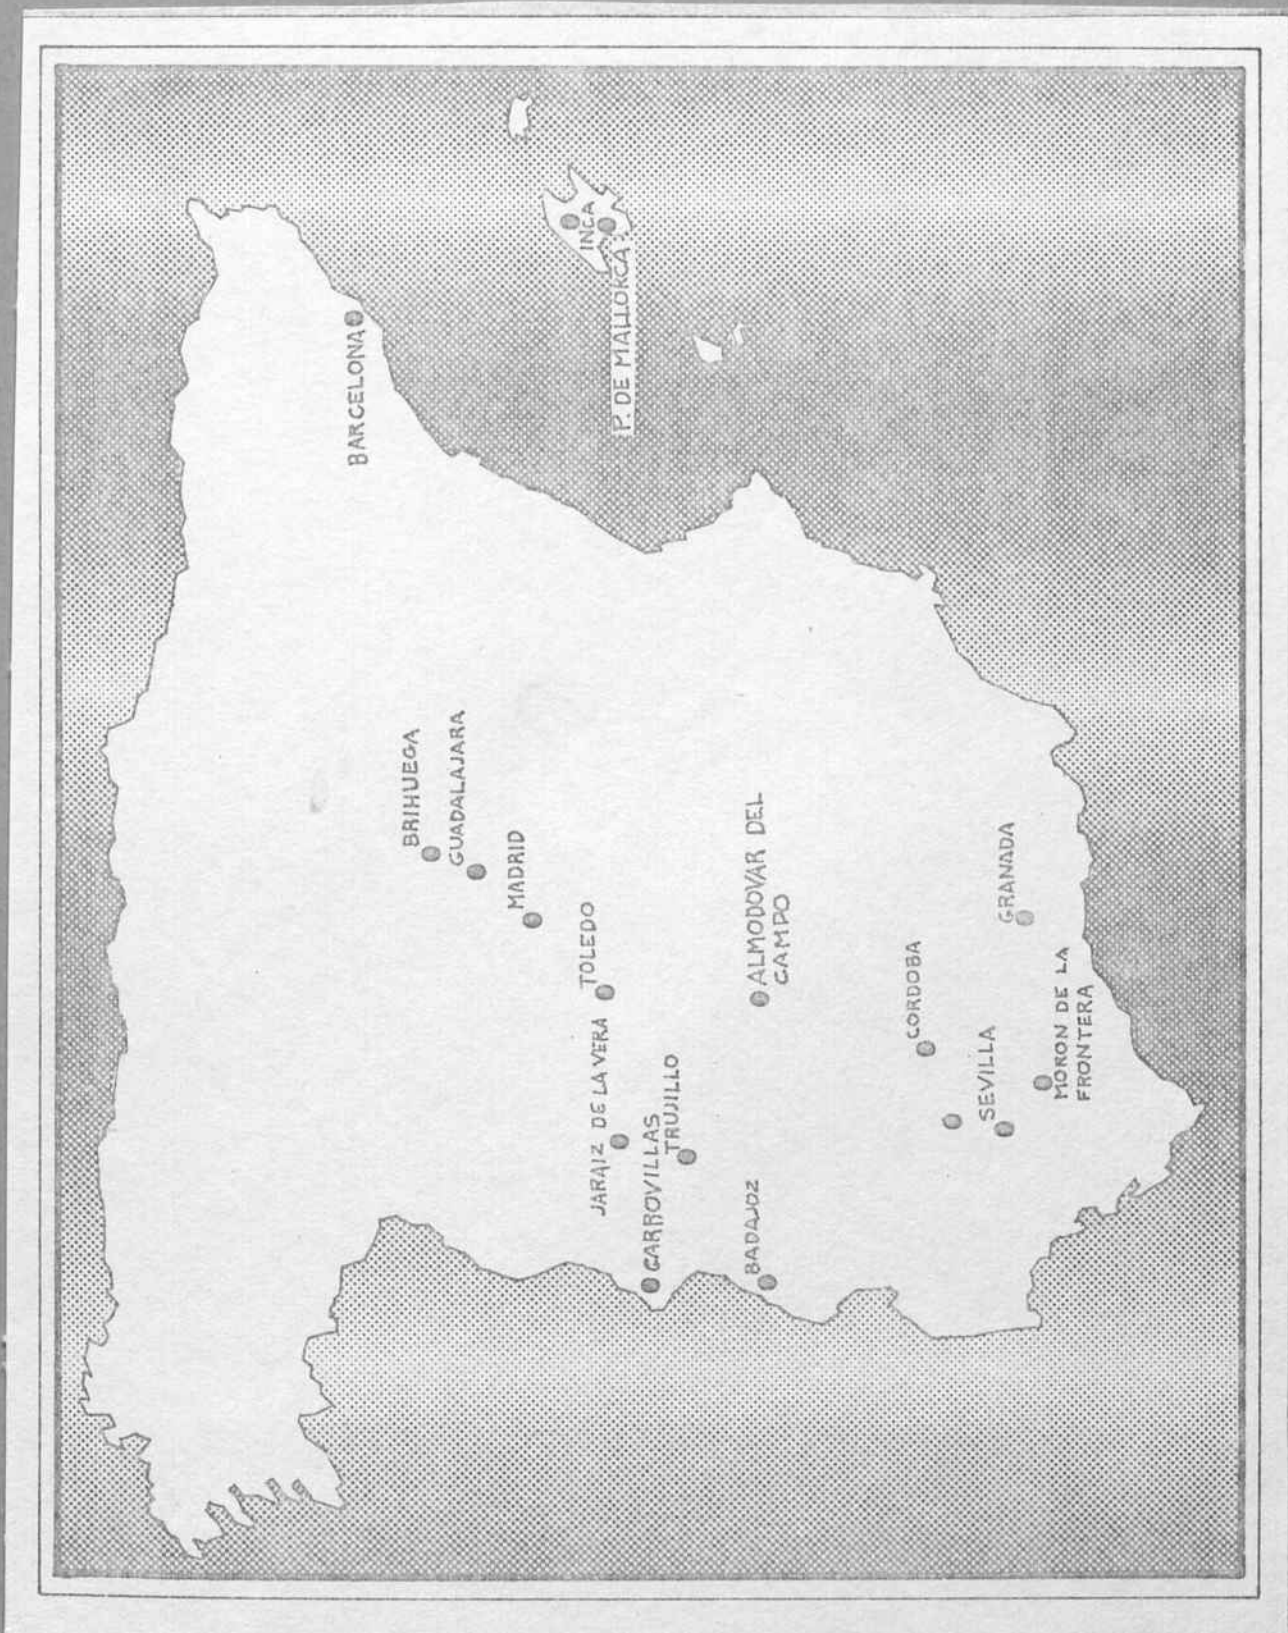 BARCELONA
INCA
P. DE MALLORCA
BRIHUEGA
GUADALAJARA
MADRID
TOLEDO
JARAIZ DE LA VERA
GARROVILLAS
TRUJILLO
ALMODOVAR DEL
CAMPO
BADAJOZ
CORDOBA
SEVILLA
GRANADA
MORON DE LA
FRONTERA